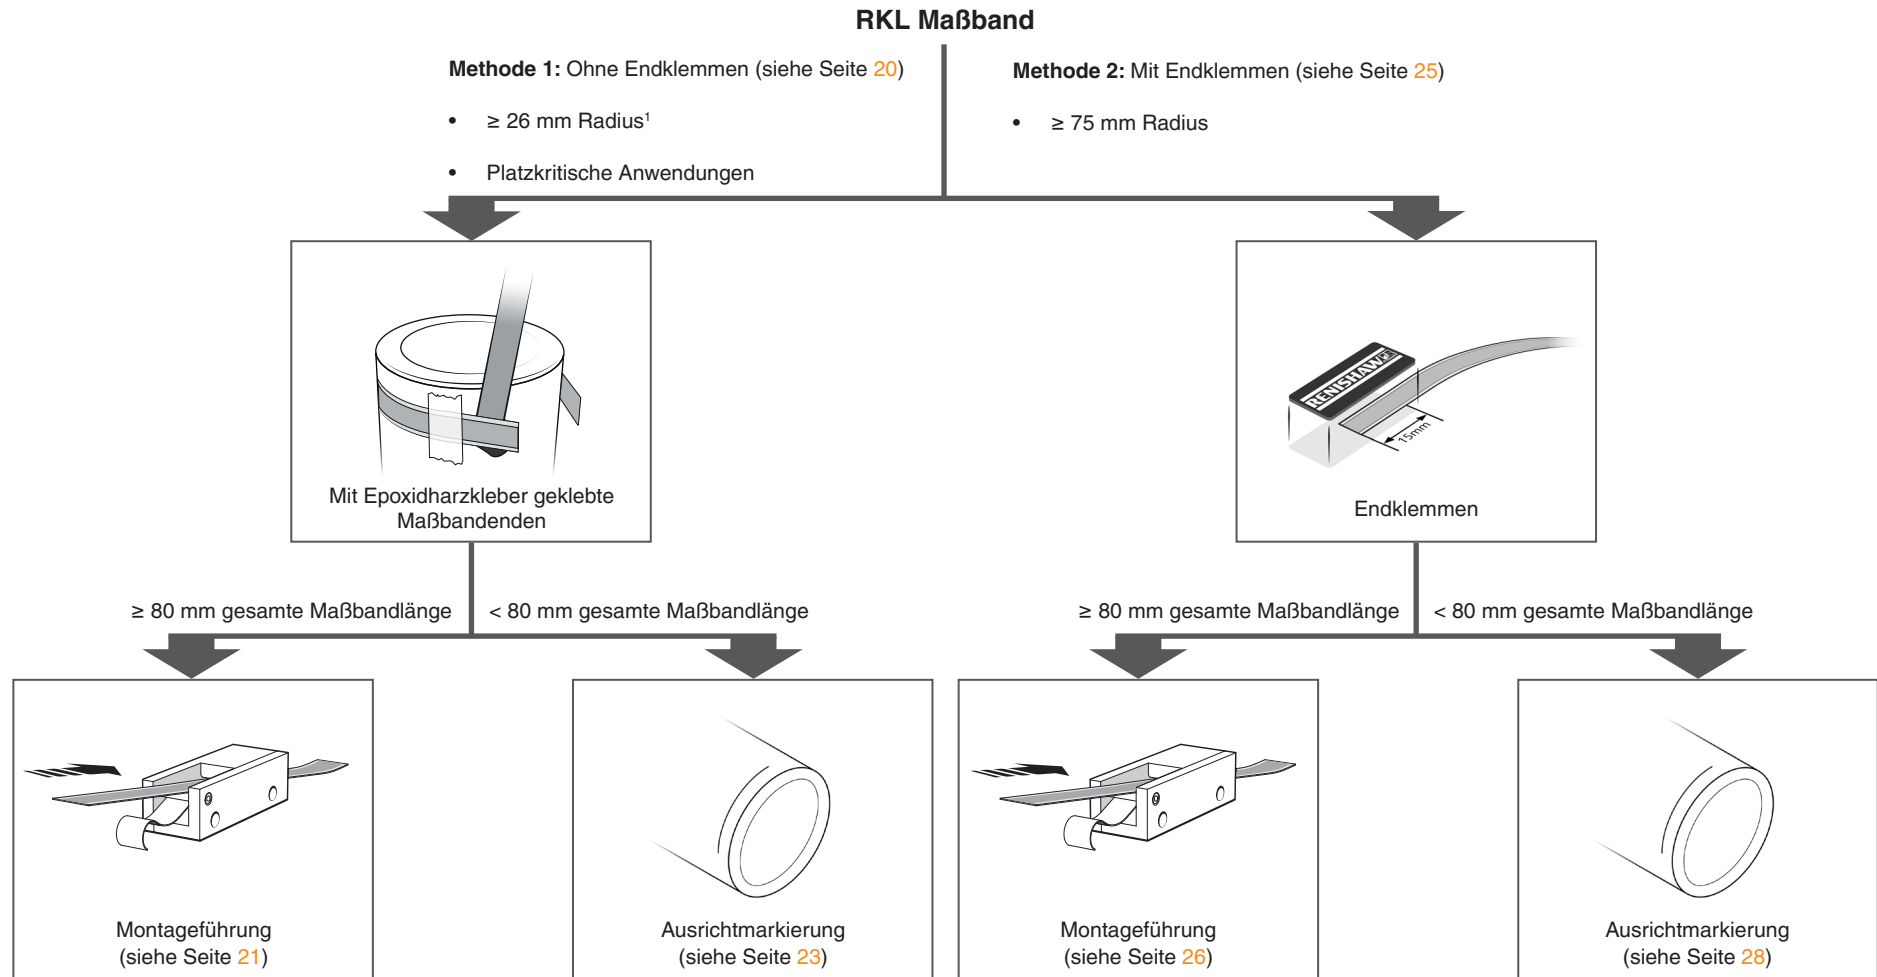 RKL Maßband
Methode 1: Ohne Endklemmen (siehe Seite 20)
• ≥ 26 mm Radius¹
• Platzkritische Anwendungen
Methode 2: Mit Endklemmen (siehe Seite 25)
• ≥ 75 mm Radius
Mit Epoxidharzkleber geklebte
Maßbandenden
RENISHAW
15mm
Endklemmen
≥ 80 mm gesamte Maßbandlänge
< 80 mm gesamte Maßbandlänge
≥ 80 mm gesamte Maßbandlänge
< 80 mm gesamte Maßbandlänge
Montageführung
(siehe Seite 21)
Ausrichtmarkierung
(siehe Seite 23)
Montageführung
(siehe Seite 26)
Ausrichtmarkierung
(siehe Seite 28)